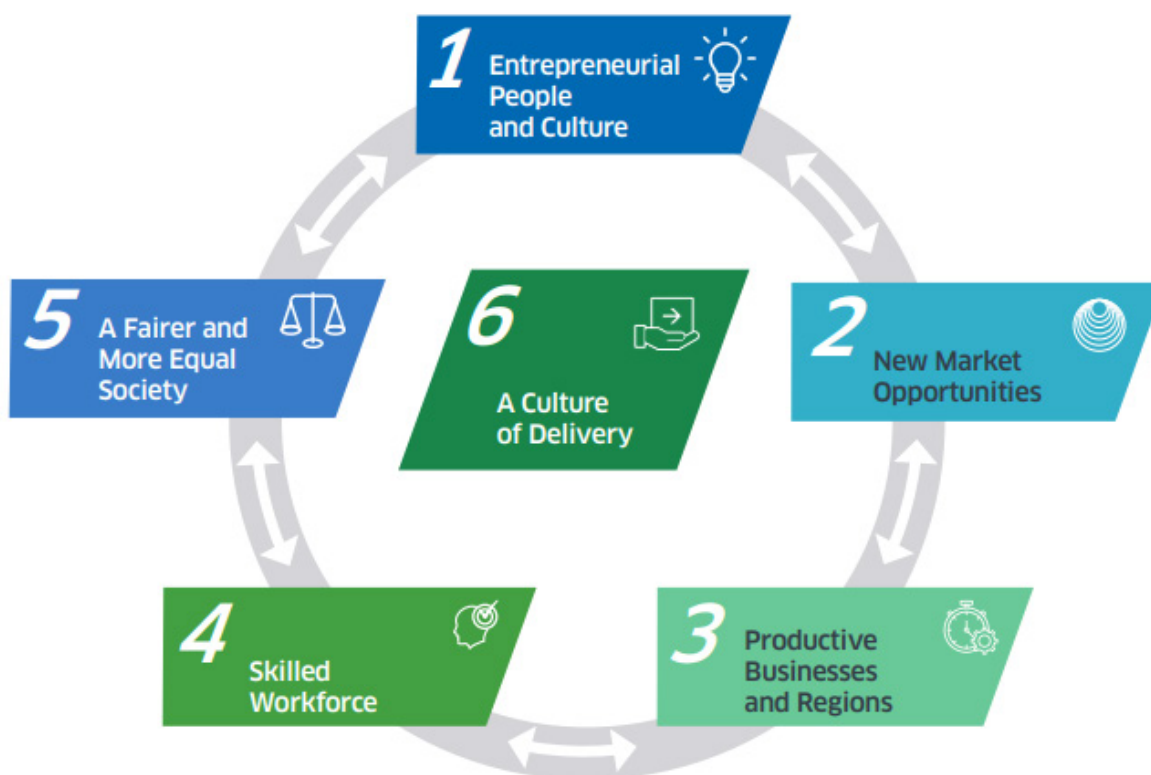 1
Entrepreneurial
People
and Culture
2
New Market
Opportunities
3
Productive
Businesses
and Regions
4
Skilled
Workforce
5
A Fairer and
More Equal
Society
6
A Culture
of Delivery